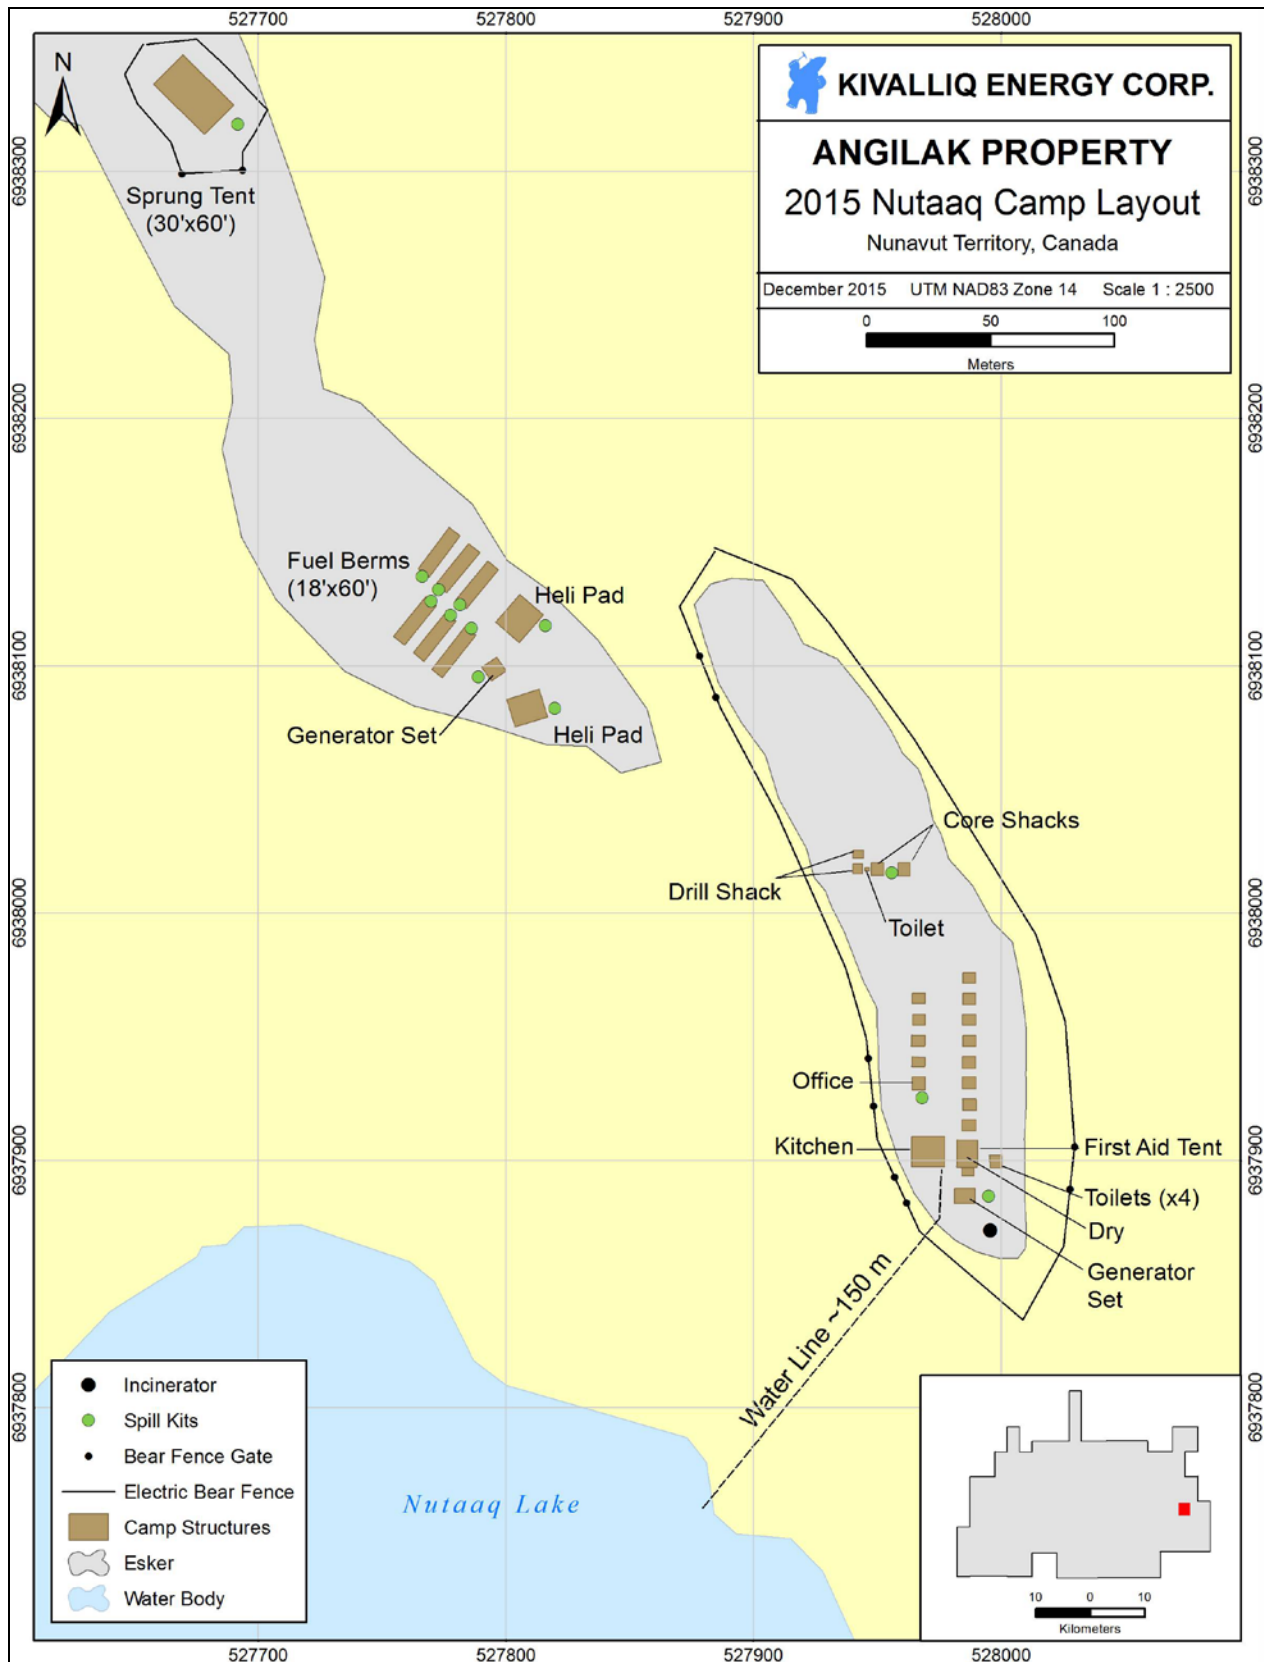 527700
527800
527900
528000
N
KIVALLIQ ENERGY CORP.
ANGILAK PROPERTY
2015 Nutaaq Camp Layout
Nunavut Territory, Canada
December 2015 UTM NAD83 Zone 14 Scale 1 : 2500
0 50 100
Meters
6938300
6938300
Sprung Tent
(30'x60')
6938200
6938200
Fuel Berms
(18'x60')
Heli Pad
6938100
6938100
Generator Set
Heli Pad
Core Shacks
Drill Shack
Toilet
6938000
6938000
Office
Kitchen
First Aid Tent
6937900
6937900
Toilets (x4)
Dry
Generator
Set
Water Line ~150 m
6937800
6937800
Nutaaq Lake
Incinerator
Spill Kits
Bear Fence Gate
Electric Bear Fence
Camp Structures
Esker
Water Body
10 0 10
Kilometers
527700
527800
527900
528000